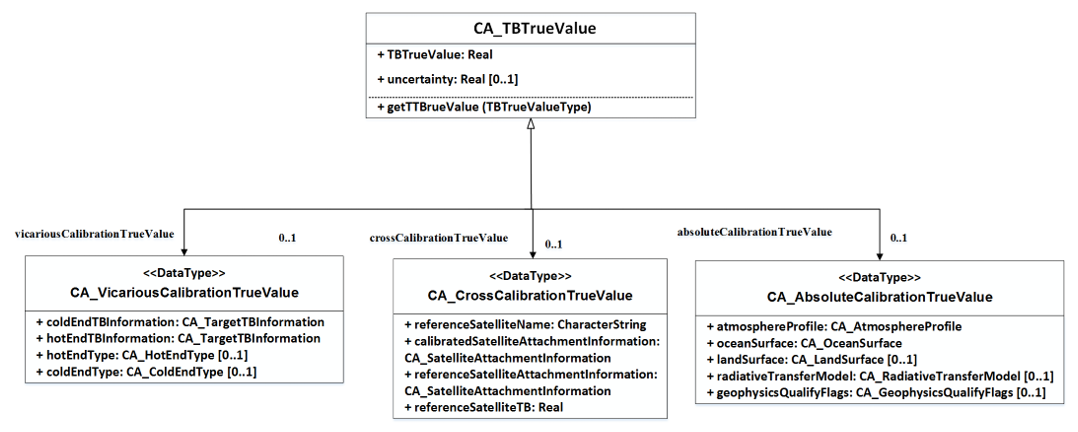 CA_TBTrueValue
+ TBTrueValue: Real
+ uncertainty: Real [0..1]
+ getTTBrueValue (TBTrueValueType)
vicariousCalibrationTrueValue
0..1
crossCalibrationTrueValue
0..1
absoluteCalibrationTrueValue
0..1
<<DataType>>
CA_VicariousCalibrationTrueValue
+ coldEndTBInformation: CA_TargetTBInformation
+ hotEndTBInformation: CA_TargetTBInformation
+ hotEndType: CA_HotEndType [0..1]
+ coldEndType: CA_ColdEndType [0..1]
<<DataType>>
CA_CrossCalibrationTrueValue
+ referenceSatelliteName: CharacterString
+ calibratedSatelliteAttachmentInformation:
CA_SatelliteAttachmentInformation
+ referenceSatelliteAttachmentInformation:
CA_SatelliteAttachmentInformation
+ referenceSatelliteTB: Real
<<DataType>>
CA_AbsoluteCalibrationTrueValue
+ atmosphereProfile: CA_AtmosphereProfile
+ oceanSurface: CA_OceanSurface
+ landSurface: CA_LandSurface [0..1]
+ radiativeTransferModel: CA_RadiativeTransferModel [0..1]
+ geophysicsQualifyFlags: CA_GeophysicsQualifyFlags [0..1]